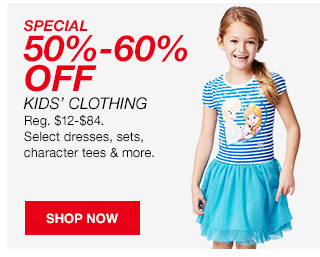 SPECIAL
50%-60%
OFF
KIDS' CLOTHING
Reg. $12-$84.
Select dresses, sets,
character tees & more.
SHOP NOW